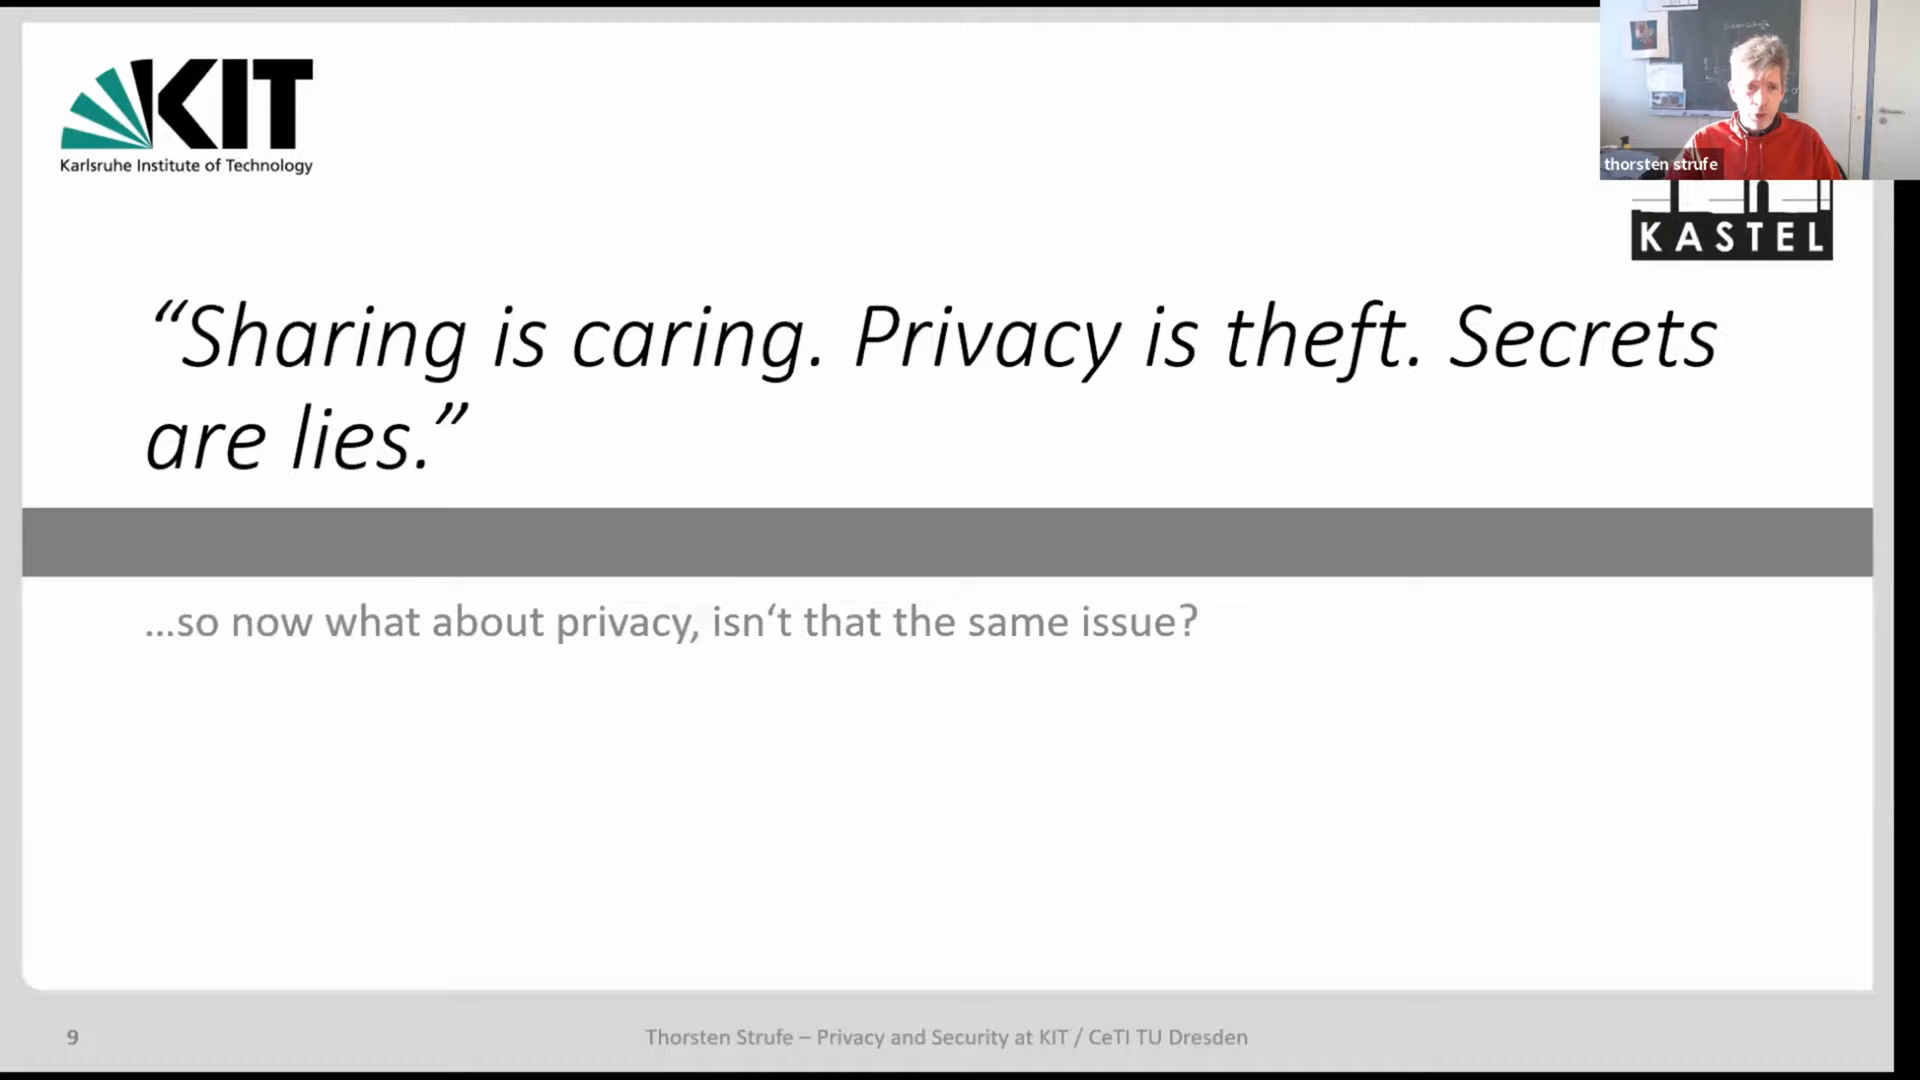 KIT
Karlsruhe Institute of Technology
thorsten strufe
KASTEL
“Sharing is caring. Privacy is theft. Secrets
are lies.”
...so now what about privacy, isn‘t that the same issue?
9
Thorsten Strufe – Privacy and Security at KIT / CeTI TU Dresden